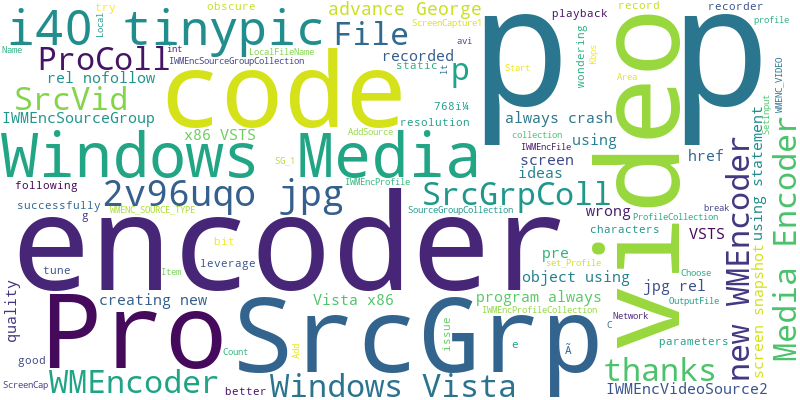 try
obscure
advance George
record
recorder
i40 tinypic
File
ScreenCapture1
playback
profile
Name
Local
ProColl
int
LocalFileName
recorded
avi
wondering
Kbps
IWMEncSourceGroupCollection
rel nofollow
code
static
lt
p
p
p
Start
Area
video
SrcVid
768ï¼
always crash
using
WMENC_VIDEO
SetInput
IWMEncSourceGroup
x86 VSTS
AddSource
resolution
collection
IWMEncFile
screen
href
Windows Media
SG_1
ideas
following
2v96uqo jpg
IWMEncProfile
SrcGrpColl
wrong
break
successfully
g
WMENC_SOURCE_TYPE
SourceGroupCollection
ProfileCollection
characters
VSTS
encoder
bit
pre
set_Profile
tune
Item
leverage
object using
jpg rel
Choose
OutputFile
new WMEncoder
using statement
screen snapshot
Media Encoder
quality
creating new
Vista x86
program always
IWMEncProfileCollection
C
Network
Pro
SrcGrp
issue
e
Ã
parameters
good
Count
Add
thanks
ScreenCap
WMEncoder
better
Windows Vista
IWMEncVideoSource2